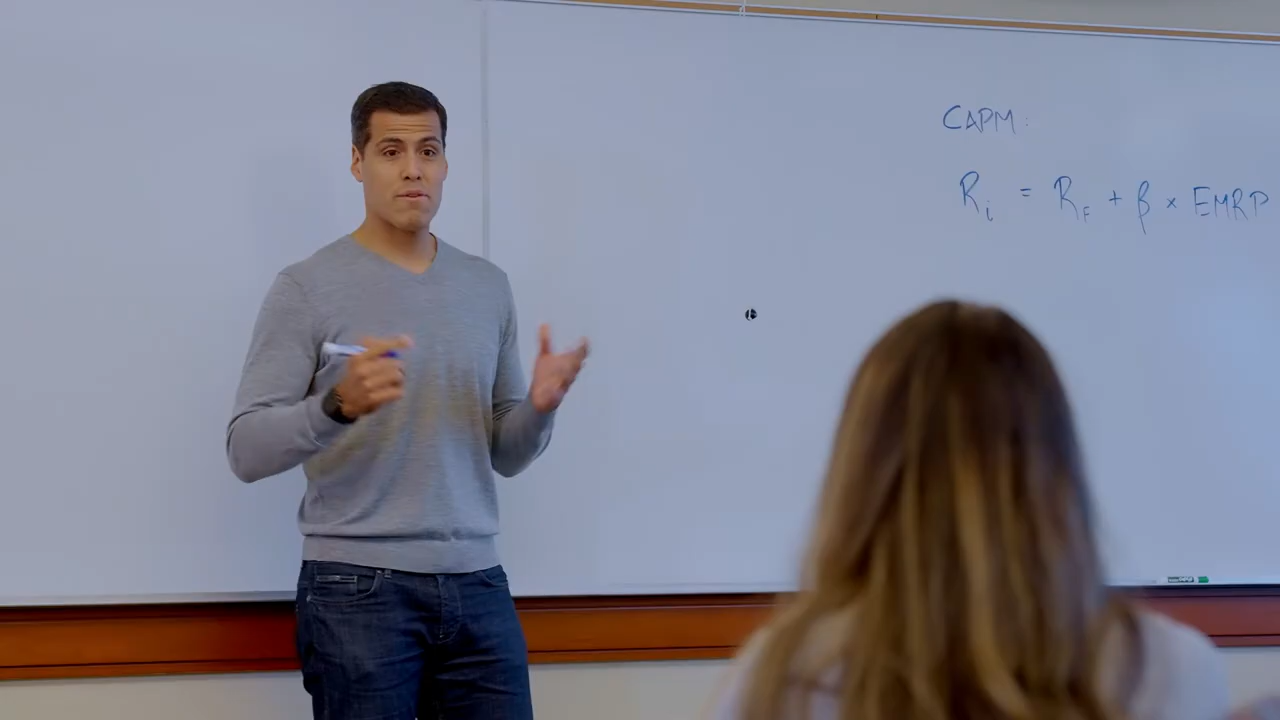 CAPM:
Ri = RF + β × EMRP